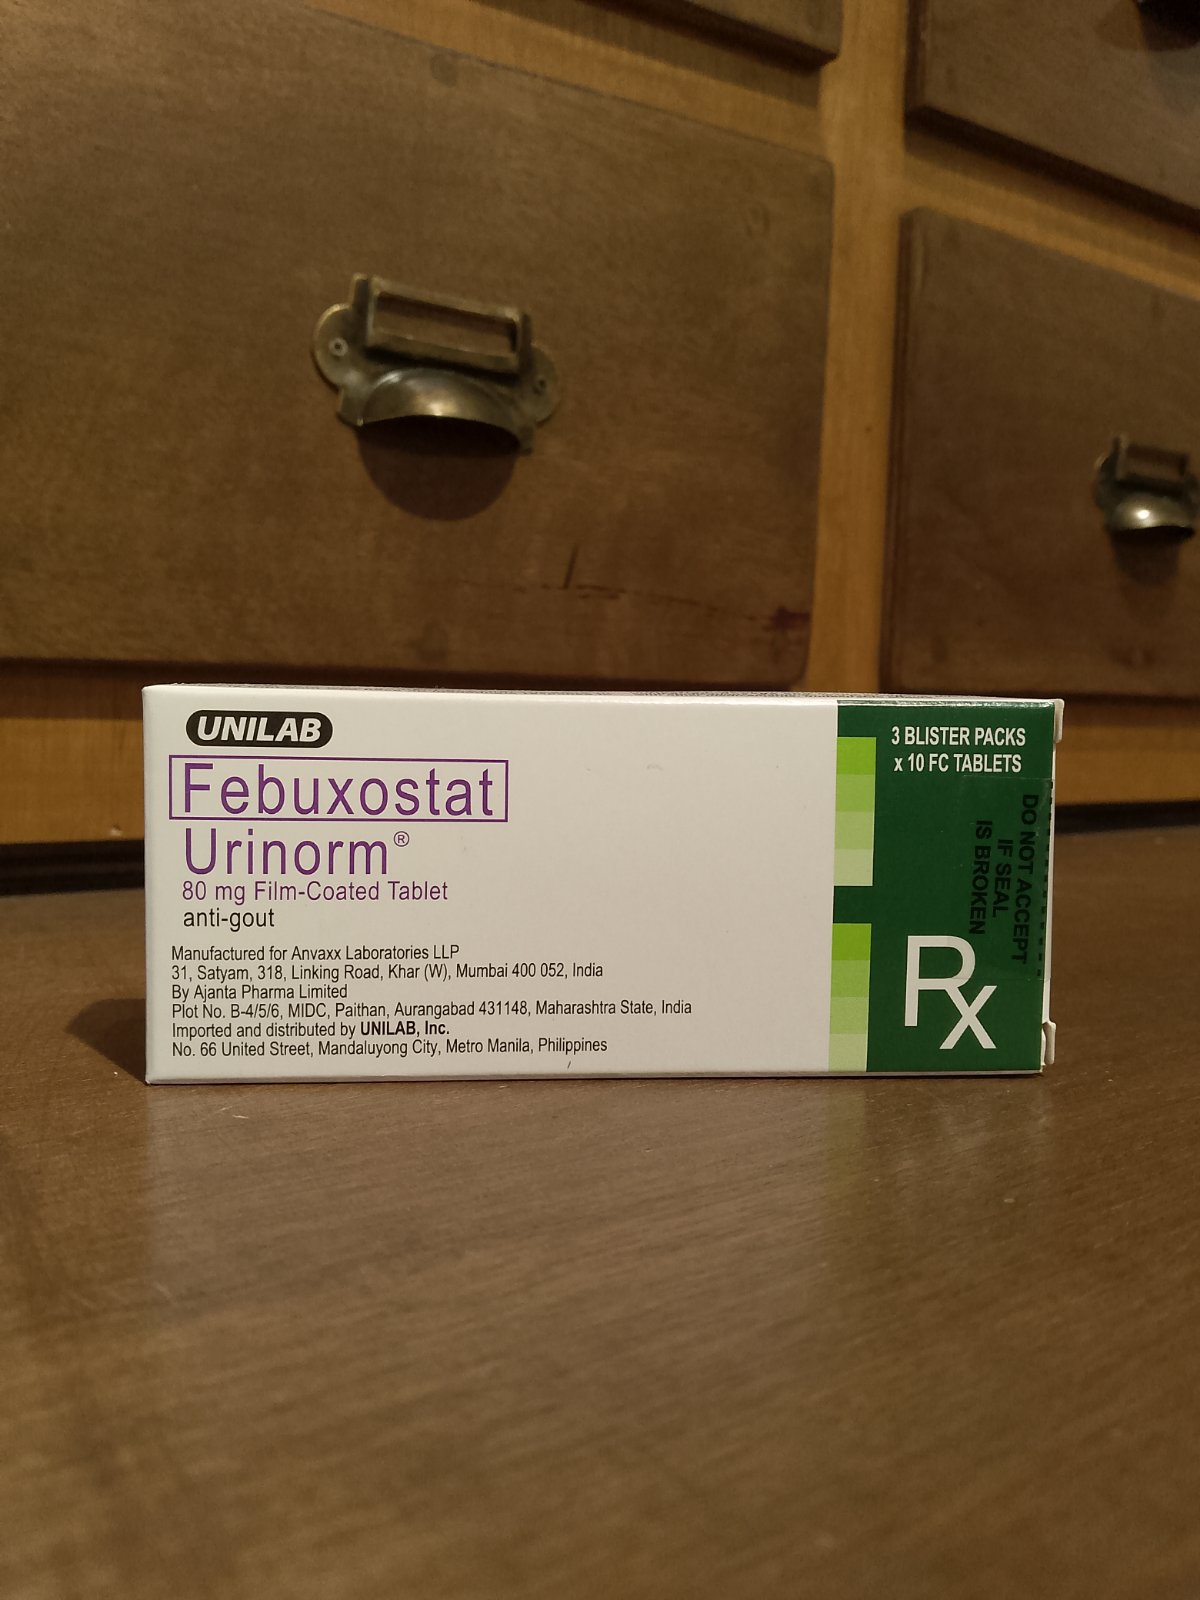 UNILAB
Febuxostat
Urinorm®
80 mg Film-Coated Tablet
anti-gout
Manufactured for Anvaxx Laboratories LLP
31, Satyam, 318, Linking Road, Khar (W), Mumbai 400 052, India
By Ajanta Pharma Limited
Plot No. B-4/5/6, MIDC, Paithan, Aurangabad 431148, Maharashtra State, India
Imported and distributed by UNILAB, Inc.
No. 66 United Street, Mandaluyong City, Metro Manila, Philippines
3 BLISTER PACKS
x 10 FC TABLETS
DO NOT ACCEPT
IF SEAL
IS BROKEN
Rx